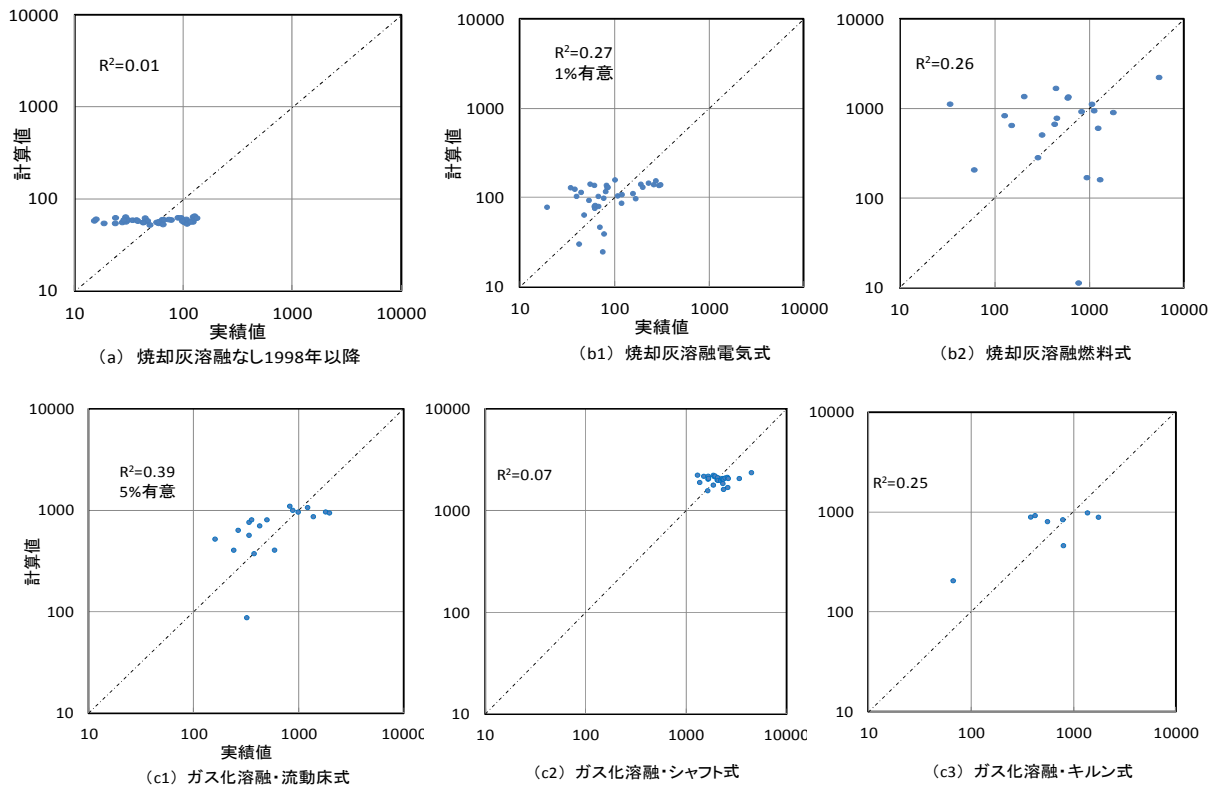 10000
1000
100
10
計算値
R²=0.01
10 100 1000 10000
実績値
(a) 焼却灰溶融なし1998年以降
10000
1000
100
10
R²=0.27
1%有意
10 100 1000 10000
実績値
(b1) 焼却灰溶融電気式
10000
1000
100
10
R²=0.26
10 100 1000 10000
(b2) 焼却灰溶融燃料式
10000
1000
100
10
計算値
R²=0.39
5%有意
10 100 1000 1000
実績値
(c1) ガス化溶融・流動床式
10000
1000
100
10
R²=0.07
10 100 1000 10000
(c2) ガス化溶融・シャフト式
10000
1000
100
10
R²=0.25
10 100 1000 10000
(c3) ガス化溶融・キルン式